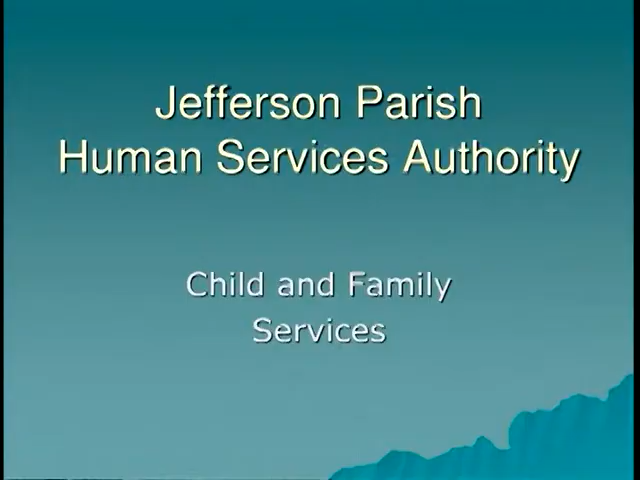 Jefferson Parish
Human Services Authority
Child and Family
Services